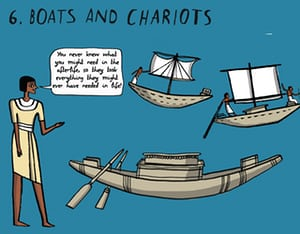 6. BOATS AND CHARIOTS
You never knew what
you might need in the
afterlife, so they took
everything they might
ever have needed in life!